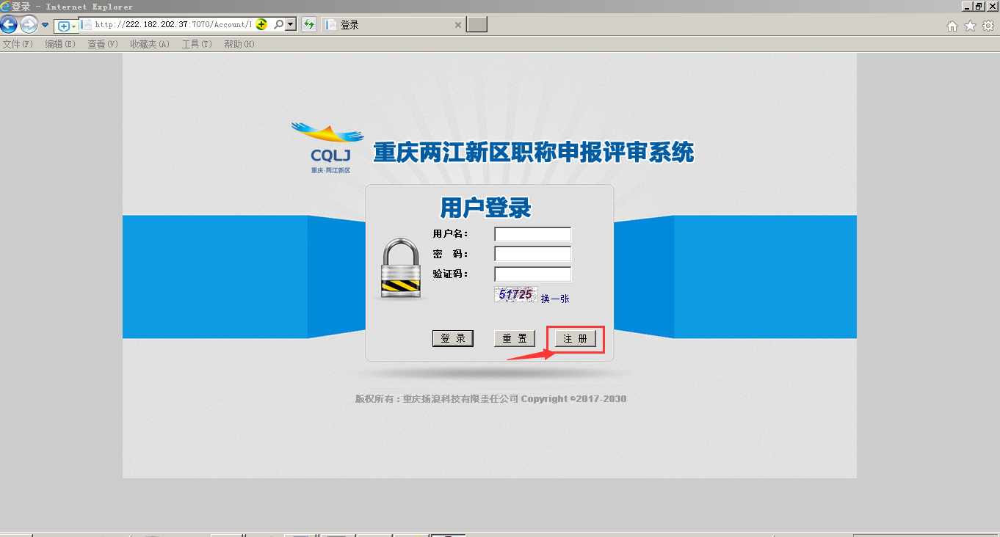 登录 - Internet Explorer
http://222.182.202.37:7070/Account/
登录
文件(F) 编辑(E) 查看(V) 收藏夹(A) 工具(T) 帮助(H)
CQLJ
重庆·两江新区
重庆两江新区职称申报评审系统
用户登录
用户名：
密 码：
验证码：
51725 换一张
登 录 重 置 注 册
版权所有：重庆扬浪科技有限责任公司 Copyright ©2017-2030